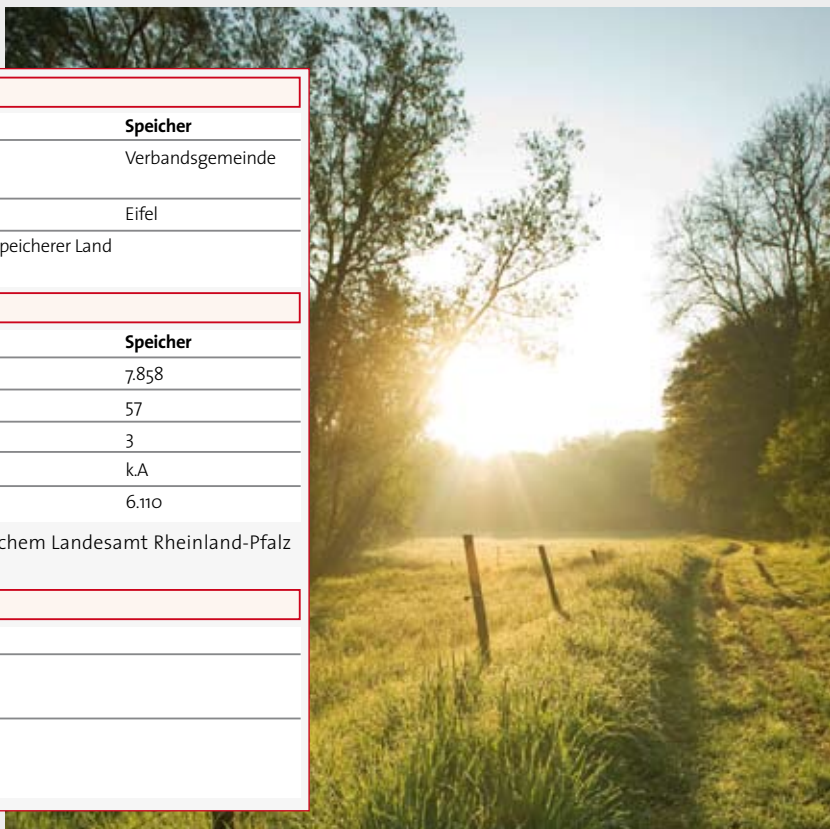 Speicher
Verbandsgemeinde
Eifel
peicherer Land
Speicher
7.858
57
3
k.A
6.110
chem Landesamt Rheinland-Pfalz